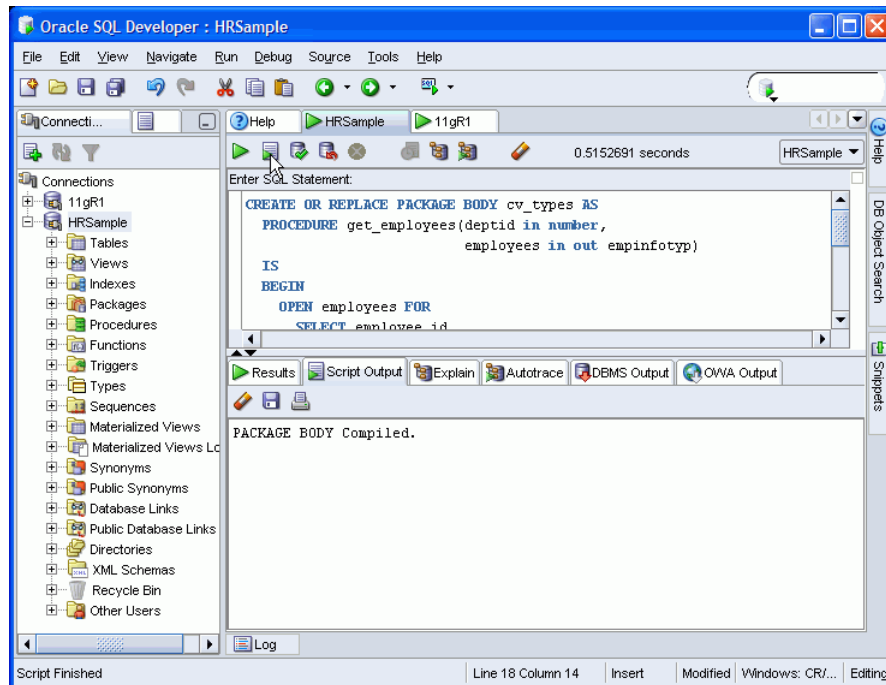 Oracle SQL Developer : HRSample
File Edit View Navigate Run Debug Source Tools Help
Connecti...
Help HRSample 11gR1
0.5152691 seconds HRSample
Enter SQL Statement:
Connections
11gR1
HRSample
Tables
Views
Indexes
Packages
Procedures
Functions
Triggers
Types
Sequences
Materialized Views
Materialized Views Lo
Synonyms
Public Synonyms
Database Links
Public Database Links
Directories
XML Schemas
Recycle Bin
Other Users
CREATE OR REPLACE PACKAGE BODY cv_types AS
PROCEDURE get_employees(deptid in number,
employees in out empinfotyp)
IS
BEGIN
OPEN employees FOR
SELECT employee_id
Results Script Output Explain Autotrace DBMS Output OWA Output
PACKAGE BODY Compiled.
Log
Help
DB Object Search
Snippets
Script Finished Line 18 Column 14 Insert Modified Windows: CR/... Editing